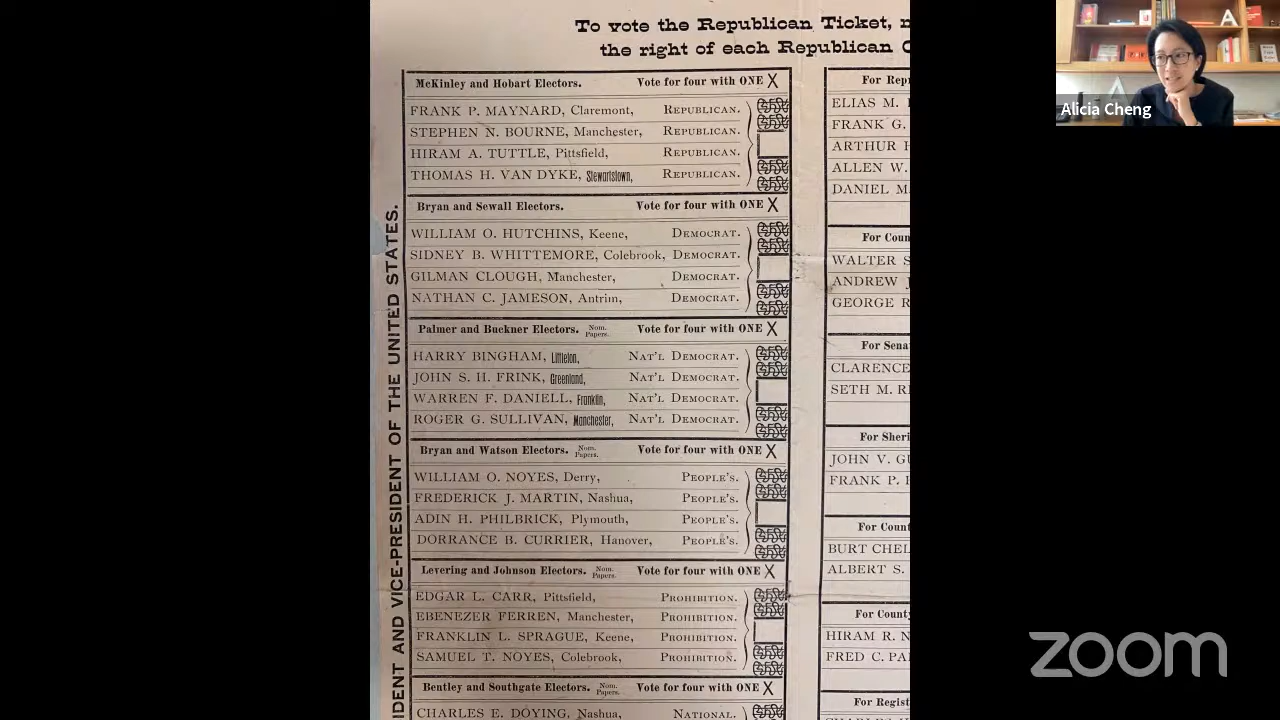 To vote the Republican Ticket,
the right of each Republican
PRESIDENT AND VICE-PRESIDENT OF THE UNITED STATES.
McKinley and Hobart Electors. Vote for four with ONE X
FRANK P. MAYNARD, Claremont, REPUBLICAN.
STEPHEN N. BOURNE, Manchester, REPUBLICAN.
HIRAM A. TUTTLE, Pittsfield, REPUBLICAN.
THOMAS H. VAN DYKE, Stewartstown, REPUBLICAN.
Bryan and Sewall Electors. Vote for four with ONE X
WILLIAM O. HUTCHINS, Keene, DEMOCRAT.
SIDNEY B. WHITTEMORE, Colebrook, DEMOCRAT.
GILMAN CLOUGH, Manchester, DEMOCRAT.
NATHAN C. JAMESON, Antrim, DEMOCRAT.
Palmer and Buckner Electors. Nom. Papers. Vote for four with ONE X
HARRY BINGHAM, Littleton, NAT'L DEMOCRAT.
JOHN S. H. FRINK, Greenland, NAT'L DEMOCRAT.
WARREN F. DANIELL, Franklin, NAT'L DEMOCRAT.
ROGER G. SULLIVAN, Manchester, NAT'L DEMOCRAT.
Bryan and Watson Electors. Nom. Papers. Vote for four with ONE X
WILLIAM O. NOYES, Derry, PEOPLE'S.
FREDERICK J. MARTIN, Nashua, PEOPLE'S.
ADIN H. PHILBRICK, Plymouth, PEOPLE'S.
DORRANCE B. CURRIER, Hanover, PEOPLE'S.
Levering and Johnson Electors. Nom. Papers. Vote for four with ONE X
EDGAR L. CARR, Pittsfield, PROHIBITION.
EBENEZER FERREN, Manchester, PROHIBITION.
FRANKLIN L. SPRAGUE, Keene, PROHIBITION.
SAMUEL T. NOYES, Colebrook, PROHIBITION.
Bentley and Southgate Electors. Nom. Papers. Vote for four with ONE X
CHARLES E. DOYING, Nashua, NATIONAL.
For
ELIAS M.
FRANK G.
ARTHUR
ALLEN W.
DANIEL
For
WALTER
ANDREW
GEORGE
For
CLARENCE
SETH M.
For
JOHN V.
FRANK P.
For
BURT
ALBERT S.
For County
HIRAM R.
FRED C.
For
Alicia Cheng
zoom